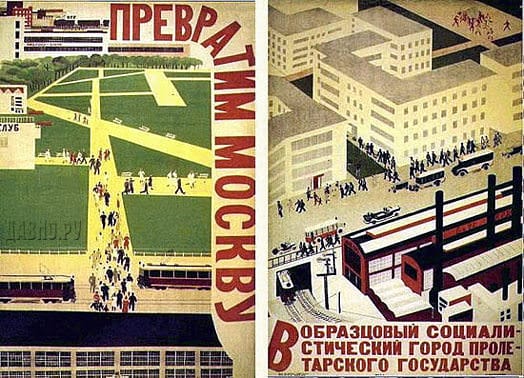 ПРЕВРАТИМ МОСКВУ
КЛУБ
ДАВНО.РУ
В ОБРАЗЦОВЫЙ СОЦИАЛИ-
СТИЧЕСКИЙ ГОРОД ПРОЛЕ-
ТАРСКОГО ГОСУДАРСТВА